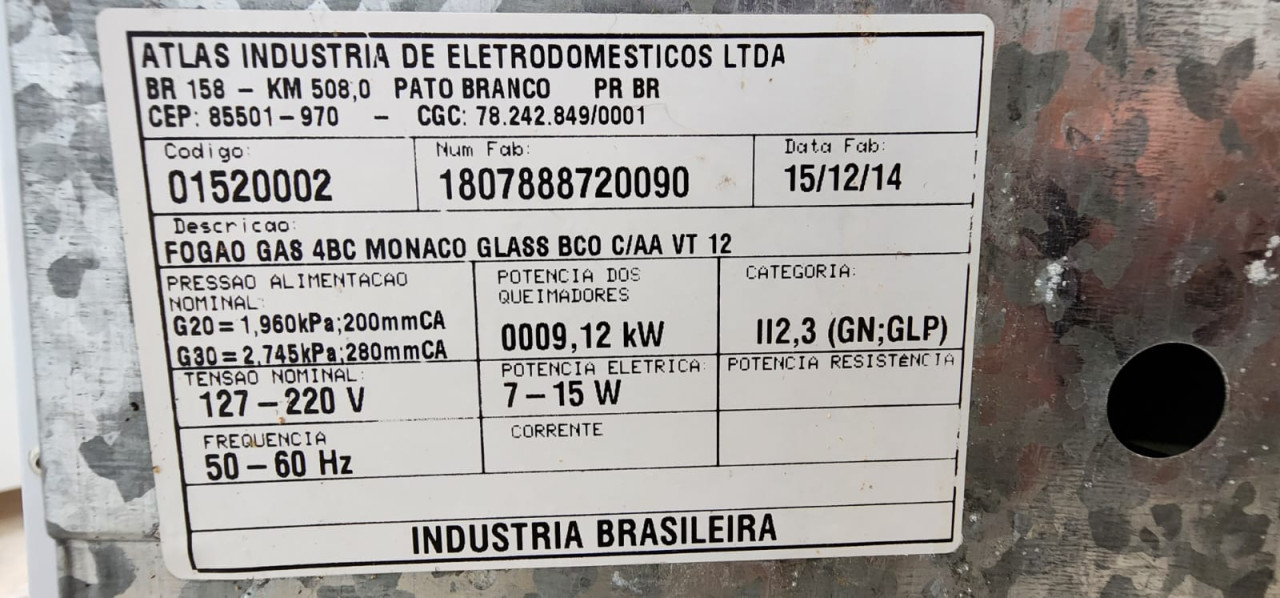 ATLAS INDUSTRIA DE ELETRODOMESTICOS LTDA
BR 158 - KM 508,0 PATO BRANCO PR BR
CEP: 85501-970 - CGC: 78.242.849/0001
Codigo: Num Fab: Data Fab:
01520002 1807888720090 15/12/14
Descricao:
FOGAO GAS 4BC MONACO GLASS BCO C/AA VT 12
PRESSAO ALIMENTACAO
NOMINAL:
G20=1,960kPa;200mmCA
G30=2,745kPa;280mmCA
POTENCIA DOS
QUEIMADORES
0009,12 kW
CATEGORIA:
II2,3 (GN;GLP)
TENSAO NOMINAL:
127-220 V
POTENCIA ELETRICA:
7-15 W
POTENCIA RESISTÊNCIA
FREQUENCIA
50-60 Hz
CORRENTE
INDUSTRIA BRASILEIRA